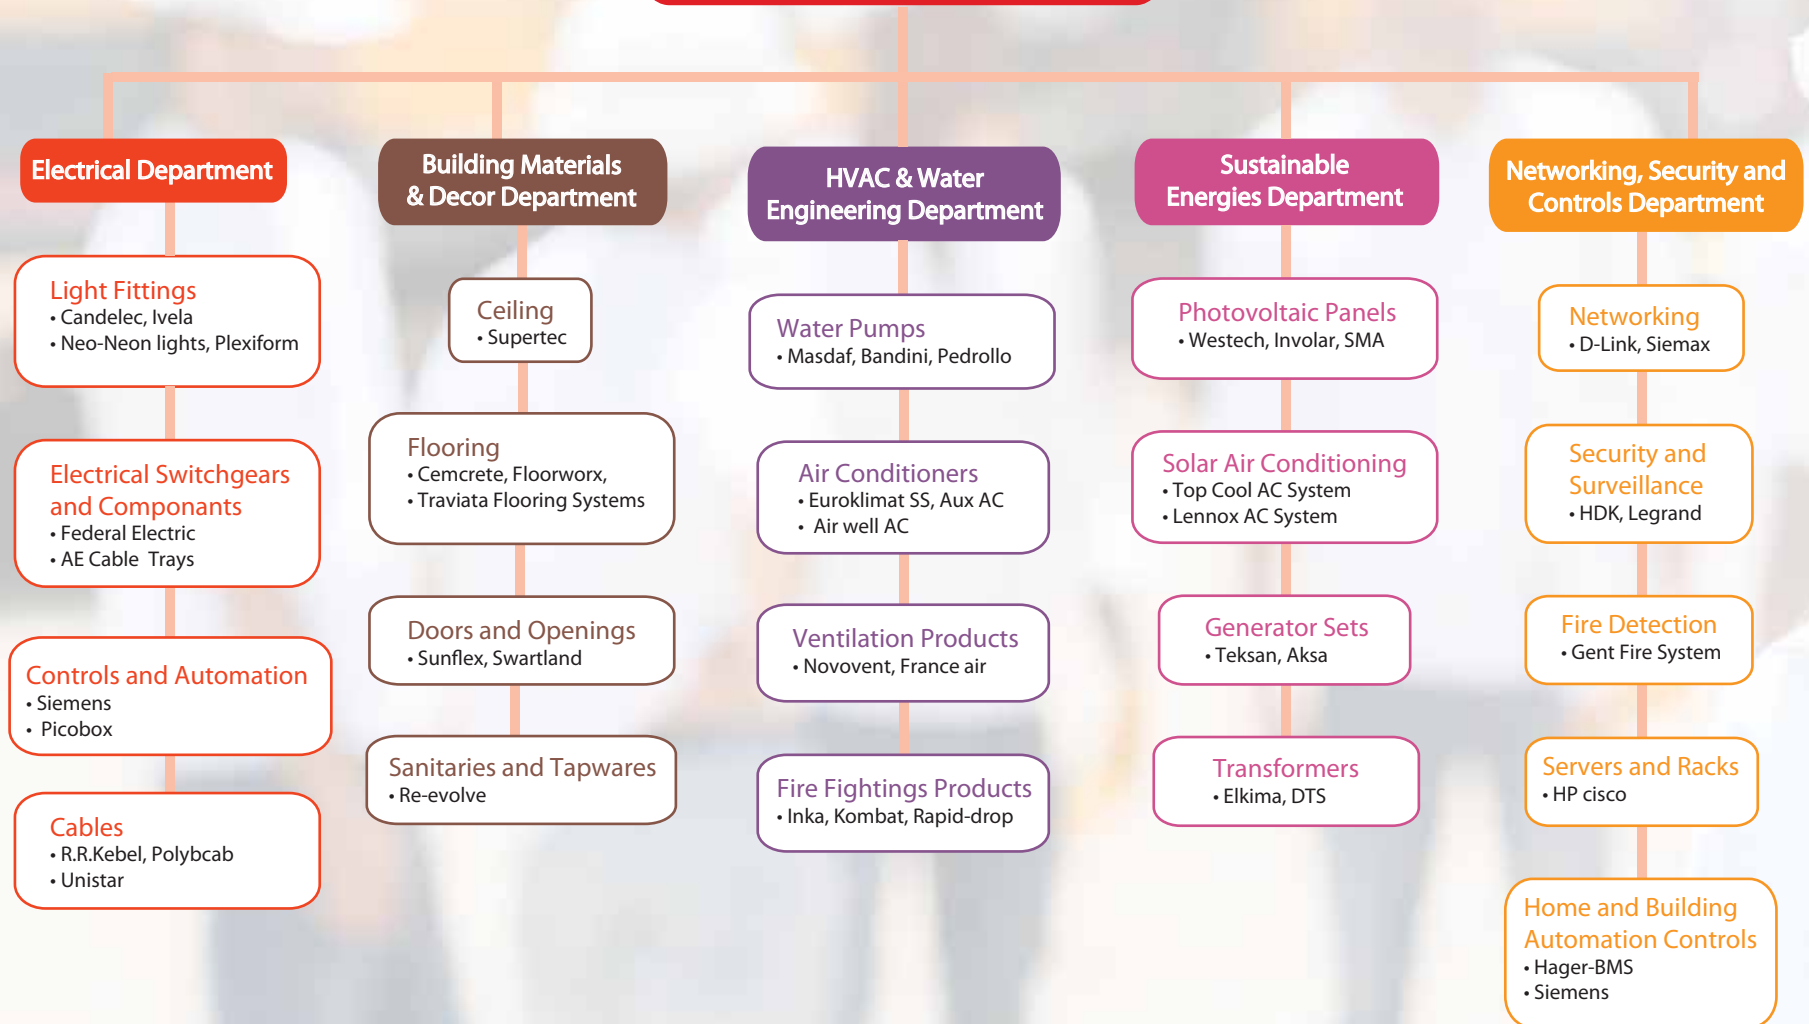 Electrical Department
Light Fittings
• Candelec, Ivela
• Neo-Neon lights, Plexiform
Electrical Switchgears
and Componants
• Federal Electric
• AE Cable Trays
Controls and Automation
• Siemens
• Picobox
Cables
• R.R.Kebel, Polybcab
• Unistar
Building Materials
& Decor Department
Ceiling
• Supertec
Flooring
• Cemcrete, Floorworx,
• Traviata Flooring Systems
Doors and Openings
• Sunflex, Swartland
Sanitaries and Tapwares
• Re-evolve
HVAC & Water
Engineering Department
Water Pumps
• Masdaf, Bandini, Pedrollo
Air Conditioners
• Euroklimat SS, Aux AC
• Air well AC
Ventilation Products
• Novovent, France air
Fire Fightings Products
• Inka, Kombat, Rapid-drop
Sustainable
Energies Department
Photovoltaic Panels
• Westech, Involar, SMA
Solar Air Conditioning
• Top Cool AC System
• Lennox AC System
Generator Sets
• Teksan, Aksa
Transformers
• Elkima, DTS
Networking, Security and
Controls Department
Networking
• D-Link, Siemax
Security and
Surveillance
• HDK, Legrand
Fire Detection
• Gent Fire System
Servers and Racks
• HP cisco
Home and Building
Automation Controls
• Hager-BMS
• Siemens